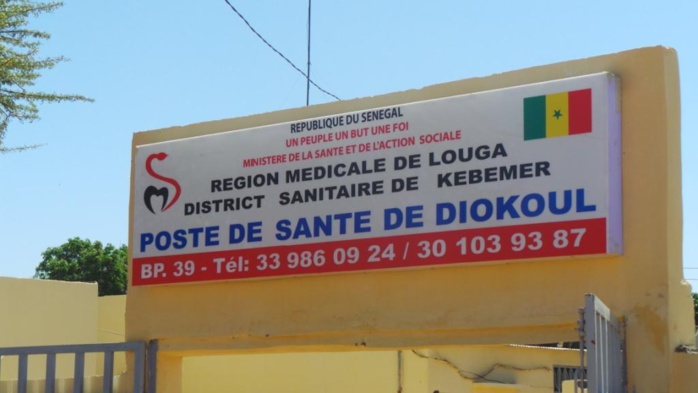 REPUBLIQUE DU SENEGAL
UN PEUPLE UN BUT UNE FOI
MINISTERE DE LA SANTE ET DE L'ACTION SOCIALE
REGION MEDICALE DE LOUGA
DISTRICT SANITAIRE DE KEBEMER
POSTE DE SANTE DE DIOKOUL
BP. 39 - Tél: 33 986 09 24 / 30 103 93 87